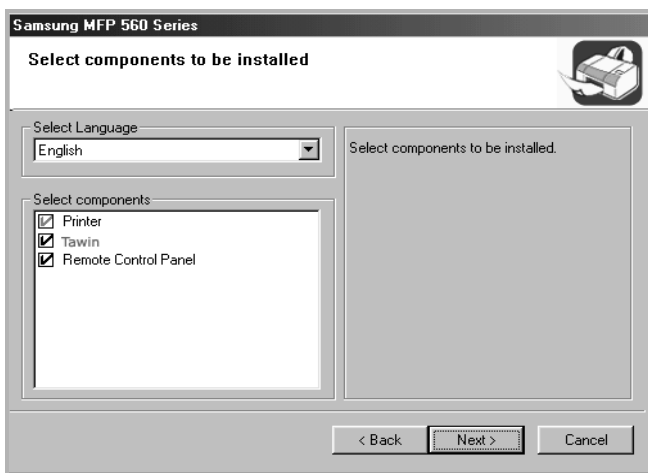 Samsung MFP 560 Series
Select components to be installed
Select Language
English
Select components to be installed.
Select components
Printer
Tawin
Remote Control Panel
< Back
Next >
Cancel